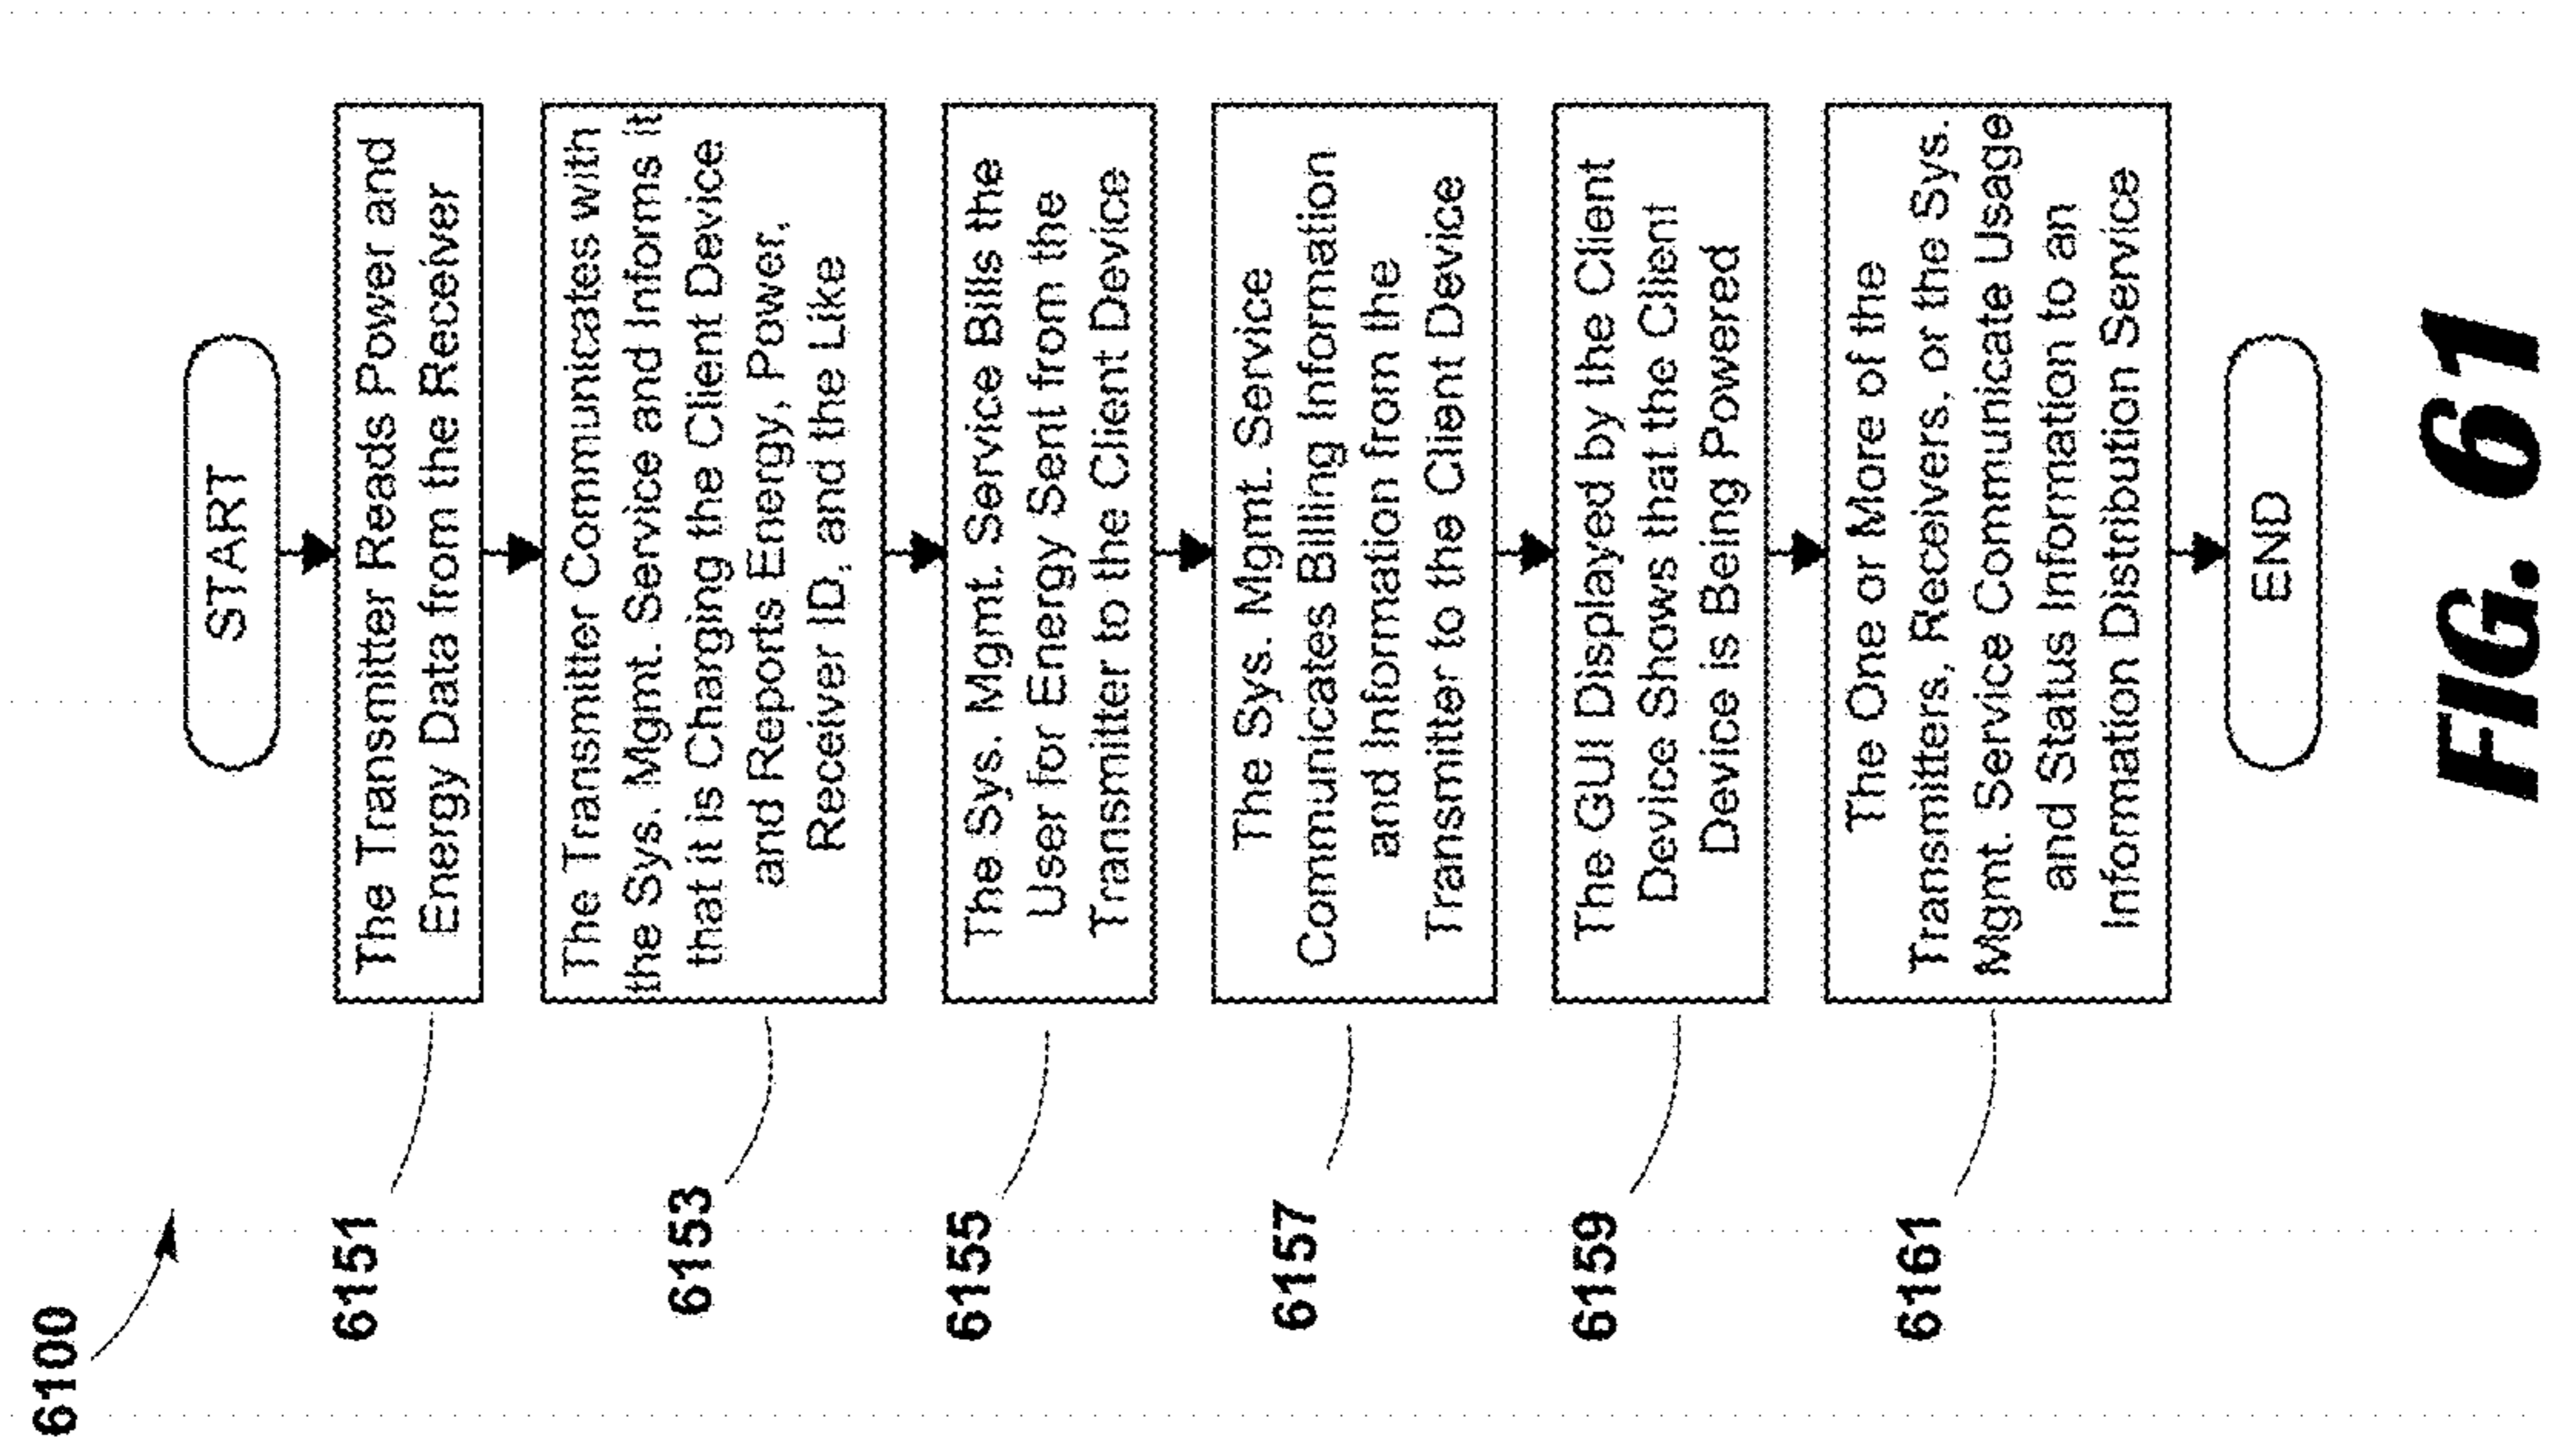 6100
START
6151
The Transmitter Reads Power and
Energy Data from the Receiver
6153
The Transmitter Communicates with
the Sys. Mgmt. Service and Informs it
that it is Charging the Client Device
and Reports Energy, Power,
Receiver ID, and the Like
6155
The Sys. Mgmt. Service Bills the
User for Energy Sent from the
Transmitter to the Client Device
6157
The Sys. Mgmt. Service
Communicates Billing Information
and Information from the
Transmitter to the Client Device
6159
The GUI Displayed by the Client
Device Shows that the Client
Device is Being Powered
6161
The One or More of the
Transmitters, Receivers, or the Sys.
Mgmt. Service Communicate Usage
and Status Information to an
Information Distribution Service
END
FIG. 61